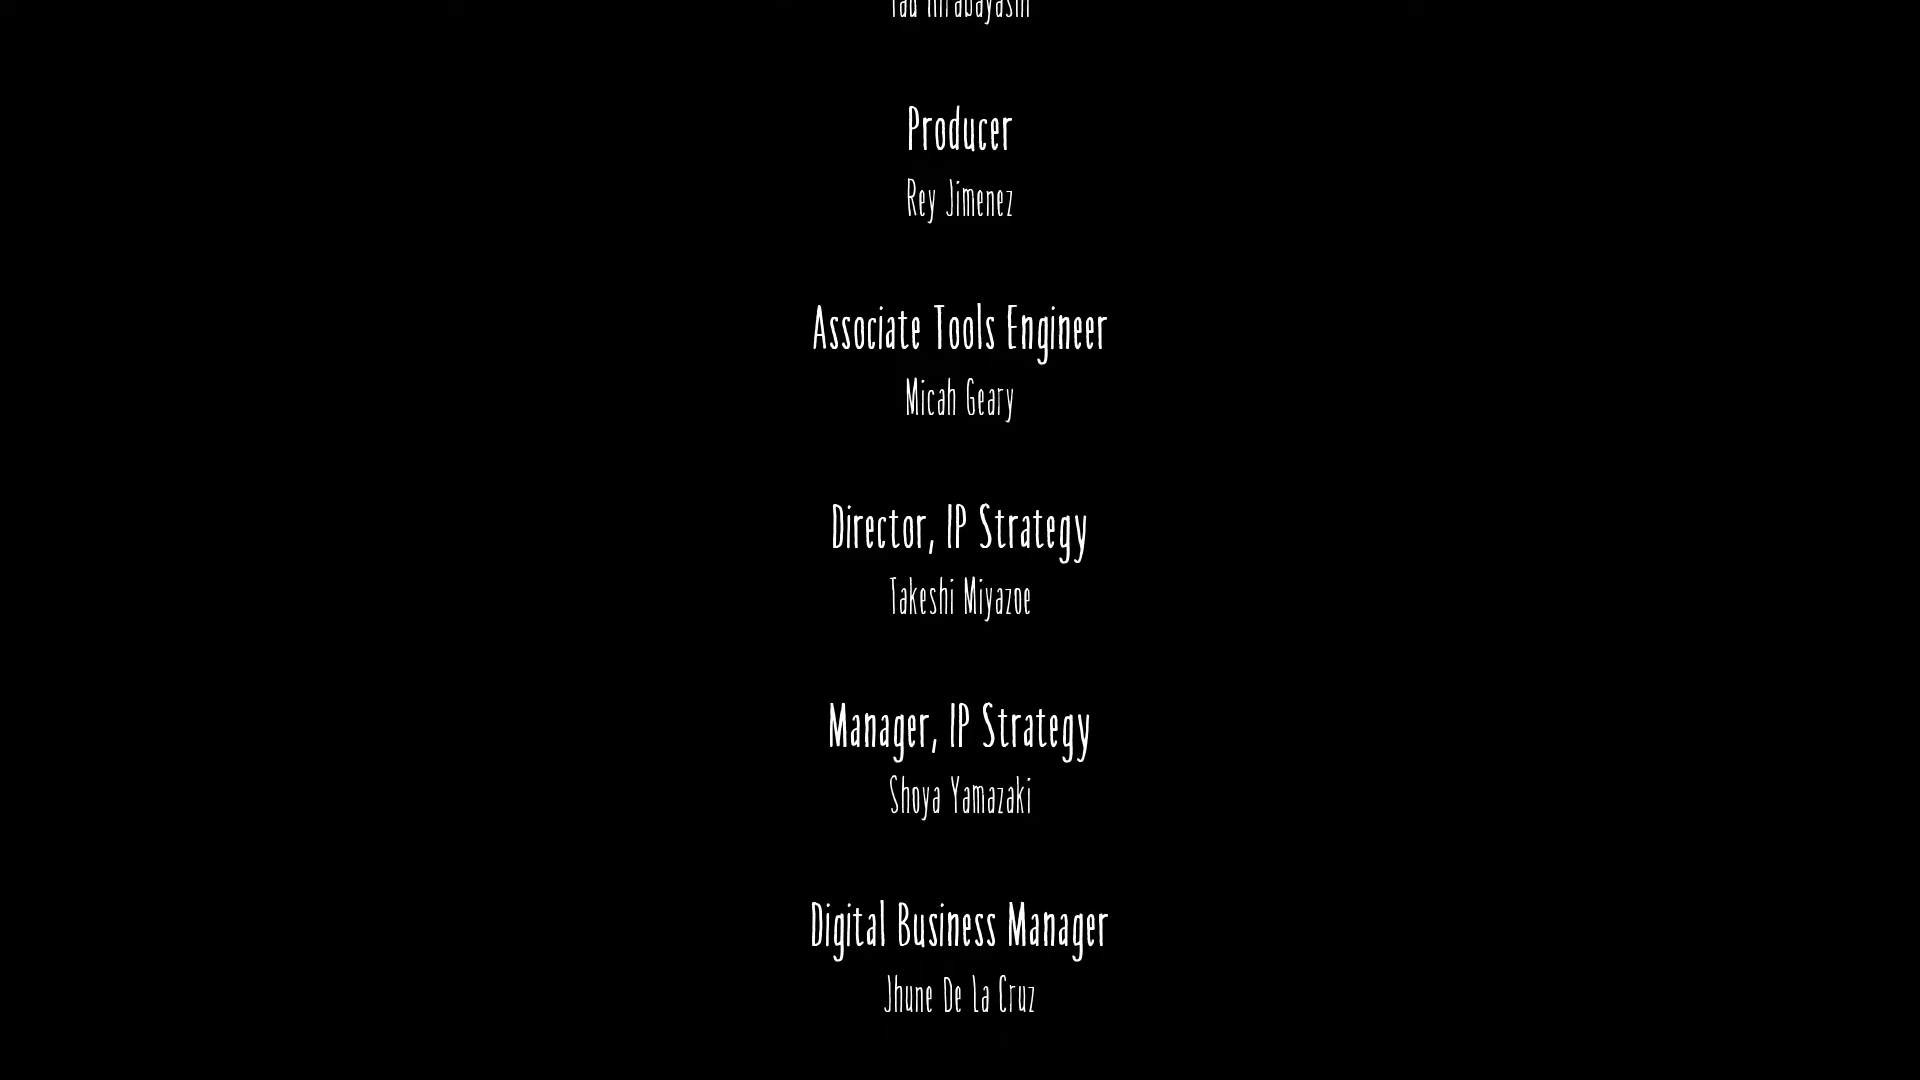 Producer
Rey Jimenez
Associate Tools Engineer
Micah Geary
Director, IP Strategy
Takeshi Miyazoe
Manager, IP Strategy
Shoya Yamazaki
Digital Business Manager
Jhune De La Cruz